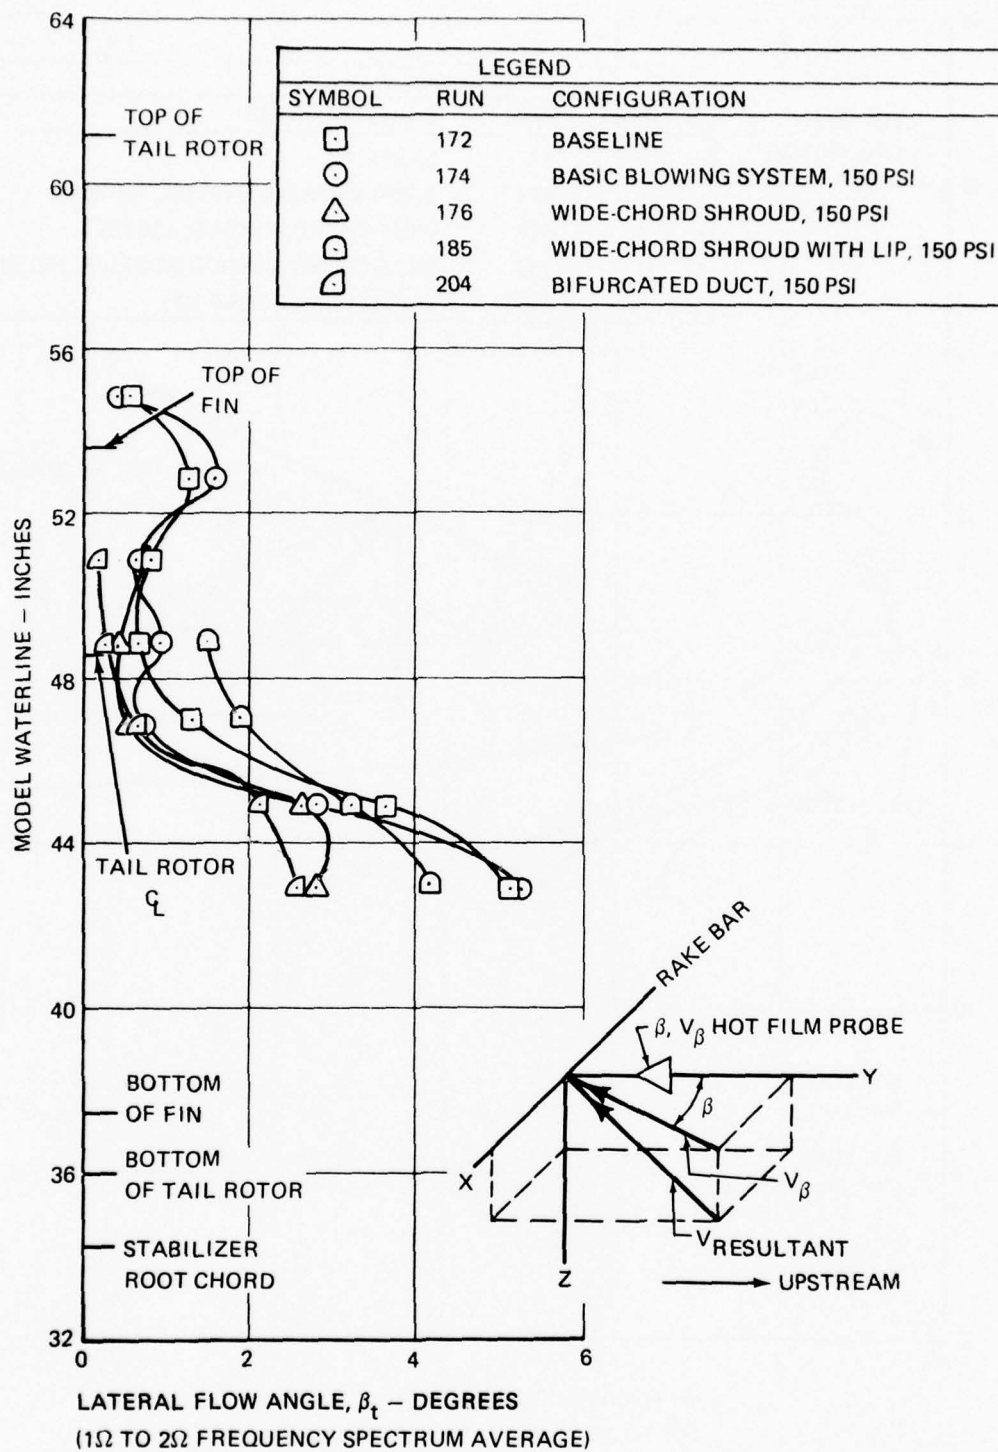 64
LEGEND
SYMBOL RUN CONFIGURATION
172 BASELINE
174 BASIC BLOWING SYSTEM, 150 PSI
176 WIDE-CHORD SHROUD, 150 PSI
185 WIDE-CHORD SHROUD WITH LIP, 150 PSI
204 BIFURCATED DUCT, 150 PSI
TOP OF
TAIL ROTOR
60
56
TOP OF
FIN
52
MODEL WATERLINE – INCHES
48
44
TAIL ROTOR
℄
40
RAKE BAR
β, Vβ HOT FILM PROBE
Y
β
BOTTOM
OF FIN
36
BOTTOM
OF TAIL ROTOR
X
Vβ
VRESULTANT
STABILIZER
ROOT CHORD
Z
UPSTREAM
32
0 2 4 6
LATERAL FLOW ANGLE, βt – DEGREES
(1Ω TO 2Ω FREQUENCY SPECTRUM AVERAGE)